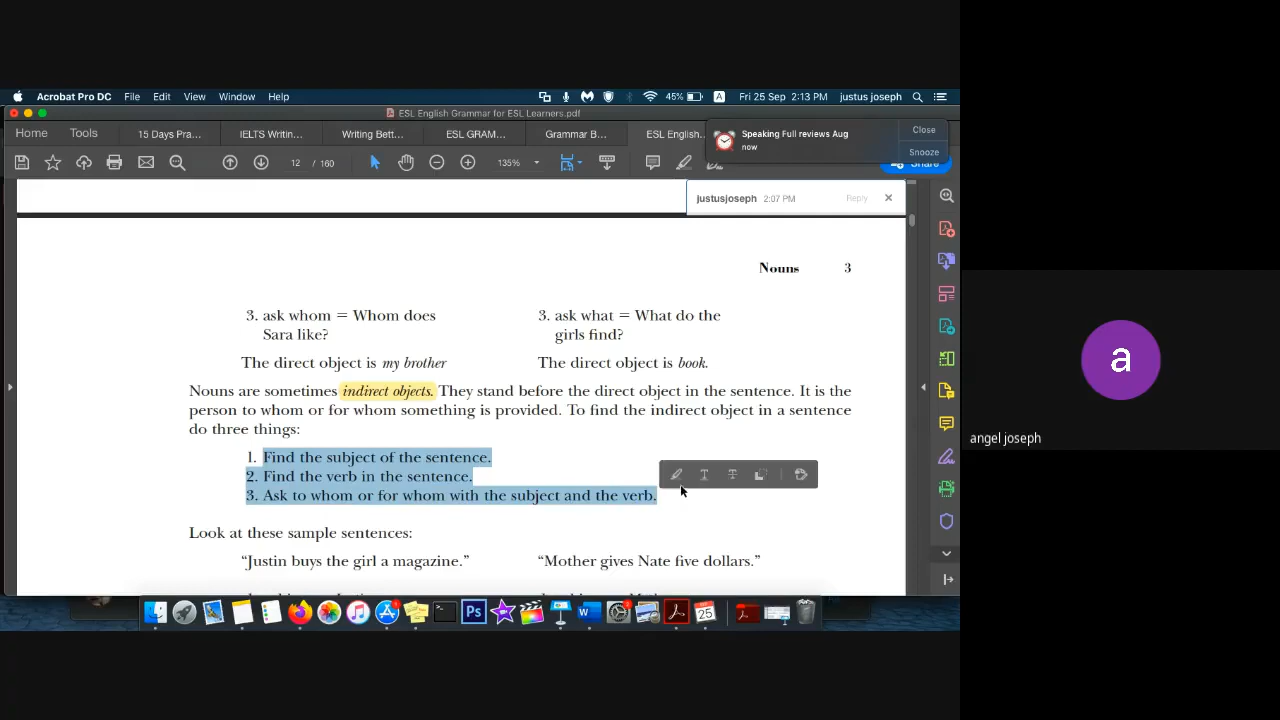 Acrobat Pro DC File Edit View Window Help 45% A Fri 25 Sep 2:13 PM justus joseph
ESL English Grammar for ESL Learners.pdf
Home Tools 15 Days Pra... IELTS Writin... Writing Bett... ESL GRAM... Grammar B... ESL English.
Speaking Full reviews Aug
now
Close
Snooze
12 / 160 135%
Share
justusjoseph 2:07 PM Reply
Nouns 3
3. ask whom = Whom does
Sara like?
The direct object is my brother
3. ask what = What do the
girls find?
The direct object is book.
Nouns are sometimes indirect objects. They stand before the direct object in the sentence. It is the
person to whom or for whom something is provided. To find the indirect object in a sentence
do three things:
1. Find the subject of the sentence.
2. Find the verb in the sentence.
3. Ask to whom or for whom with the subject and the verb.
Look at these sample sentences:
“Justin buys the girl a magazine.” “Mother gives Nate five dollars.”
Ps
W
25
a
angel joseph